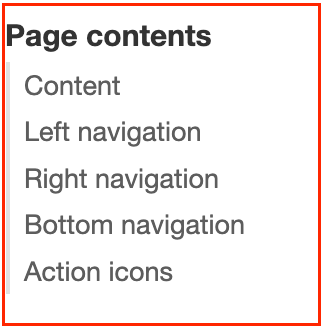 Page contents
Content
Left navigation
Right navigation
Bottom navigation
Action icons